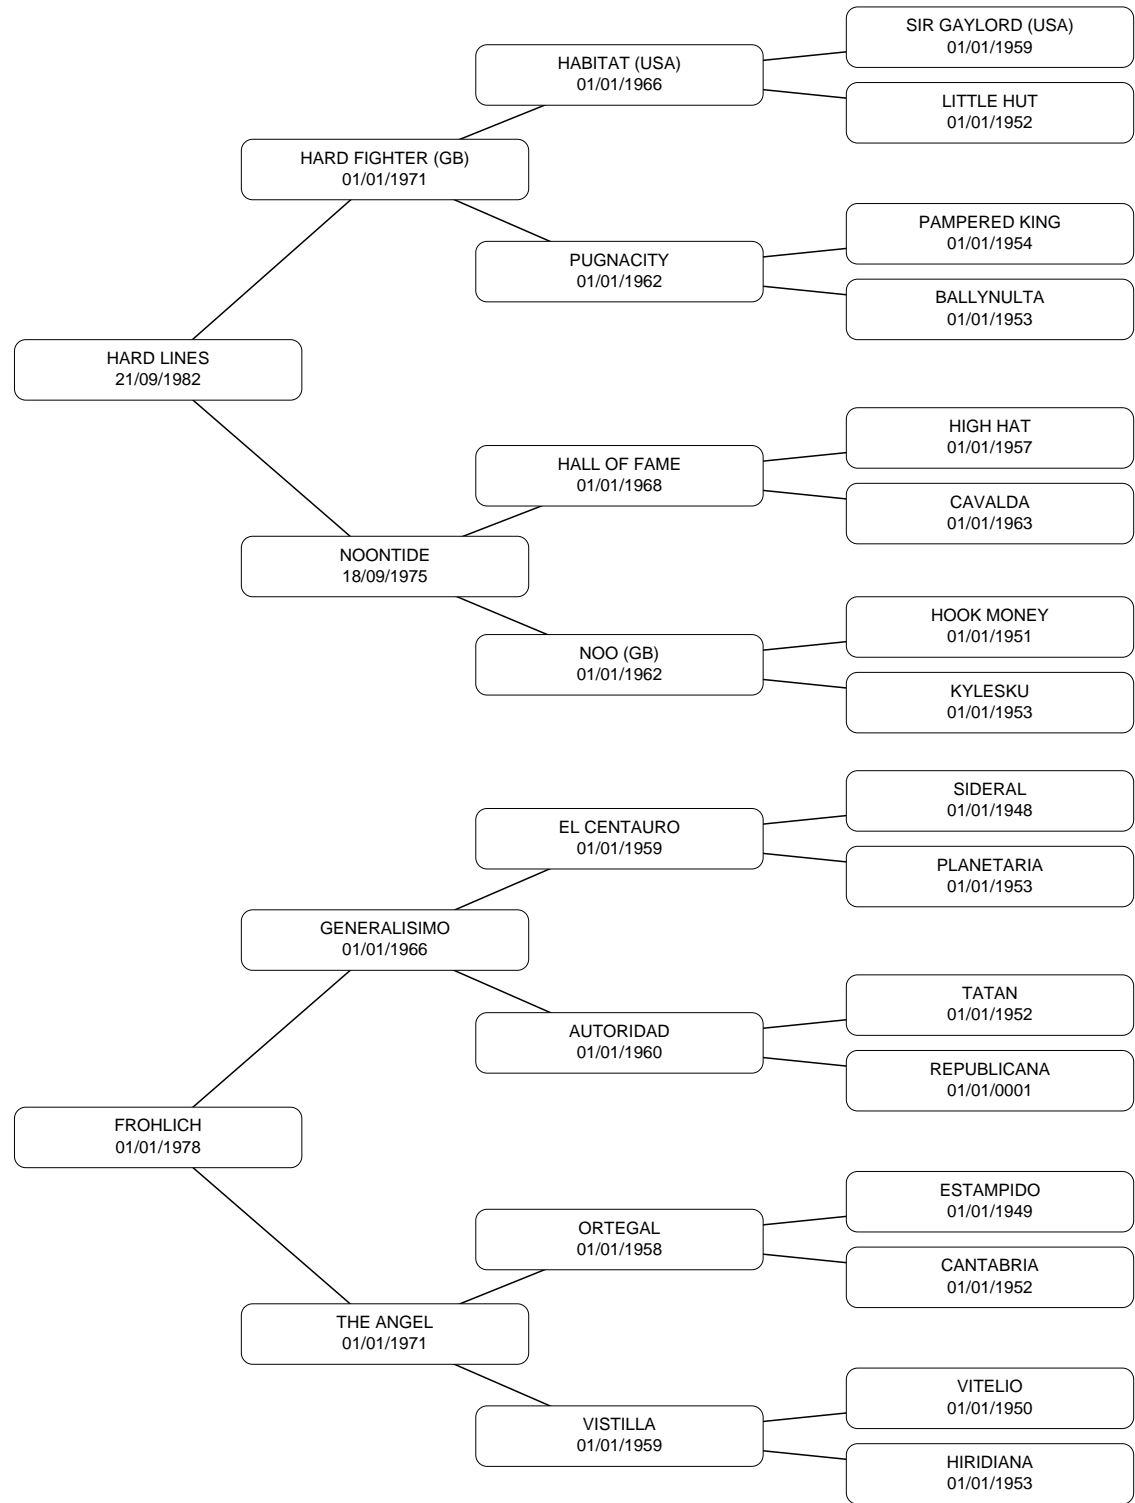 SIR GAYLORD (USA)
01/01/1959
HABITAT (USA)
01/01/1966
LITTLE HUT
01/01/1952
HARD FIGHTER (GB)
01/01/1971
PAMPERED KING
01/01/1954
PUGNACITY
01/01/1962
BALLYNULTA
01/01/1953
HARD LINES
21/09/1982
HIGH HAT
01/01/1957
HALL OF FAME
01/01/1968
CAVALDA
01/01/1963
NOONTIDE
18/09/1975
HOOK MONEY
01/01/1951
NOO (GB)
01/01/1962
KYLESKU
01/01/1953
SIDERAL
01/01/1948
EL CENTAURO
01/01/1959
PLANETARIA
01/01/1953
GENERALISIMO
01/01/1966
TATAN
01/01/1952
AUTORIDAD
01/01/1960
REPUBLICANA
01/01/0001
FROHLICH
01/01/1978
ESTAMPIDO
01/01/1949
ORTEGAL
01/01/1958
CANTABRIA
01/01/1952
THE ANGEL
01/01/1971
VITELIO
01/01/1950
VISTILLA
01/01/1959
HIRIDIANA
01/01/1953